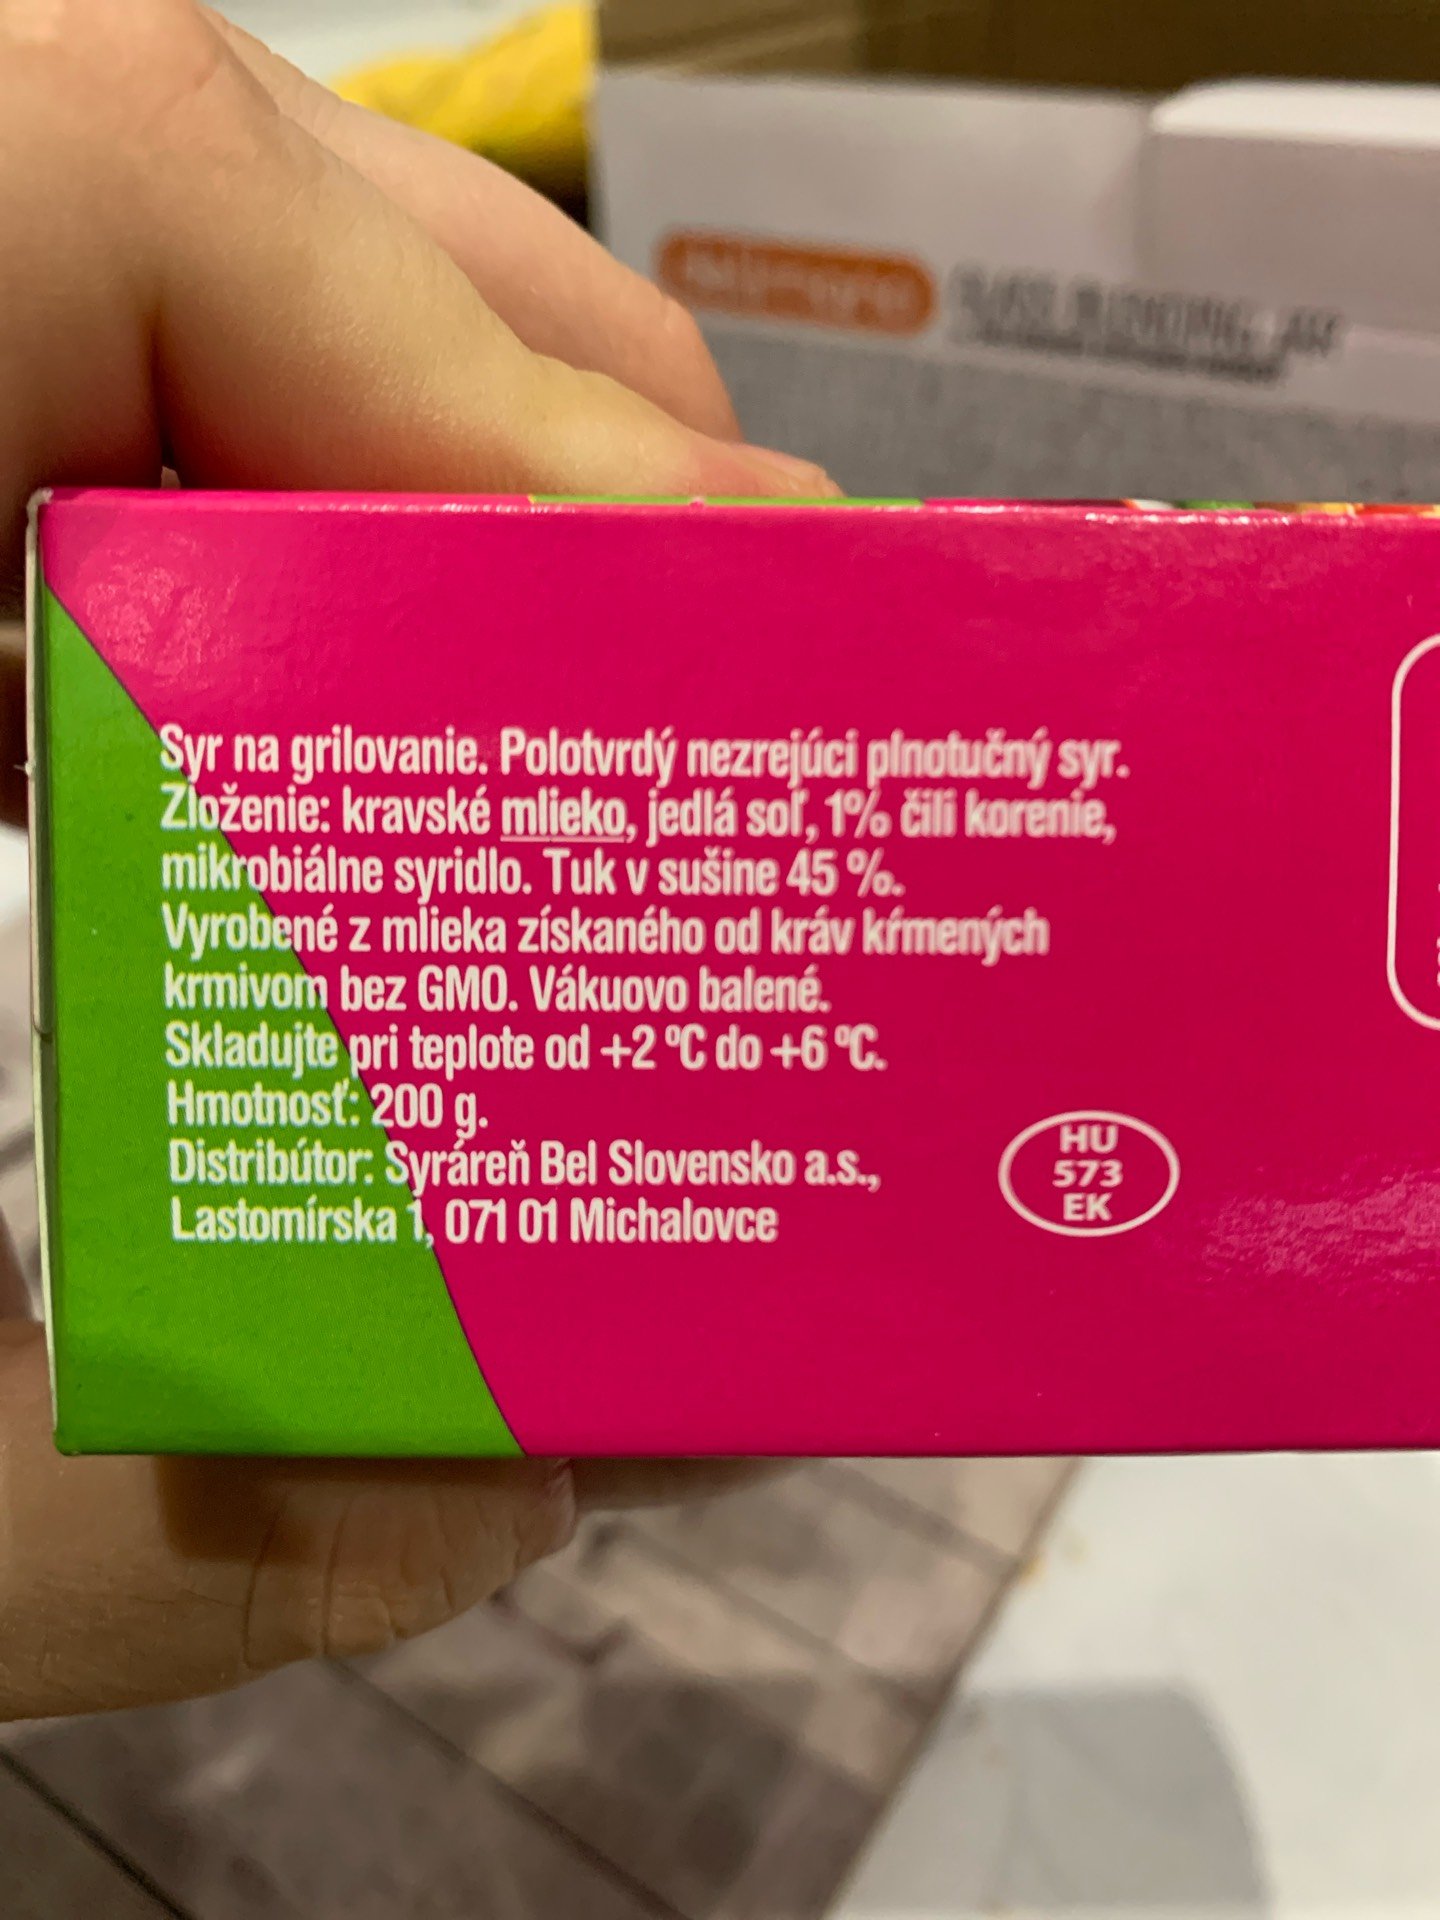 Syr na grilovanie. Polotvrdý nezrejúci plnotučný syr.
Zloženie: kravské mlieko, jedlá soľ, 1% čili korenie,
mikrobiálne syridlo. Tuk v sušine 45 %.
Vyrobené z mlieka získaného od kráv kŕmených
krmivom bez GMO. Vákuovo balené.
Skladujte pri teplote od +2 ºC do +6 ºC.
Hmotnosť: 200 g.
Distribútor: Syráreň Bel Slovensko a.s.,
Lastomírska 1, 071 01 Michalovce
HU
573
EK